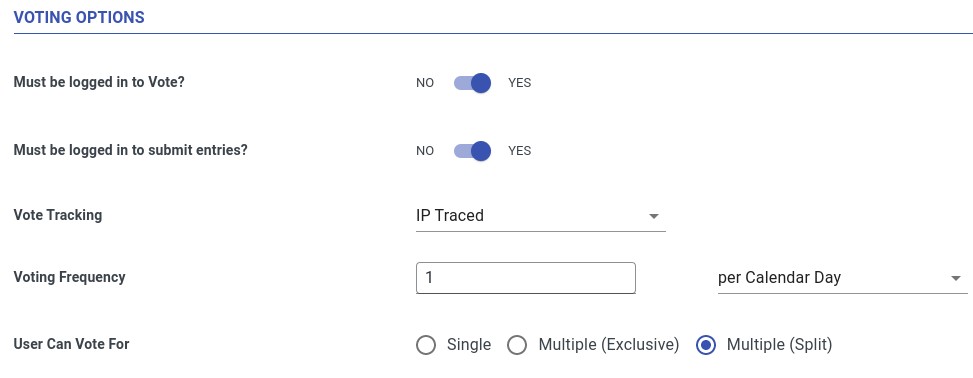 VOTING OPTIONS
Must be logged in to Vote? NO YES
Must be logged in to submit entries? NO YES
Vote Tracking IP Traced
Voting Frequency 1 per Calendar Day
User Can Vote For Single Multiple (Exclusive) Multiple (Split)